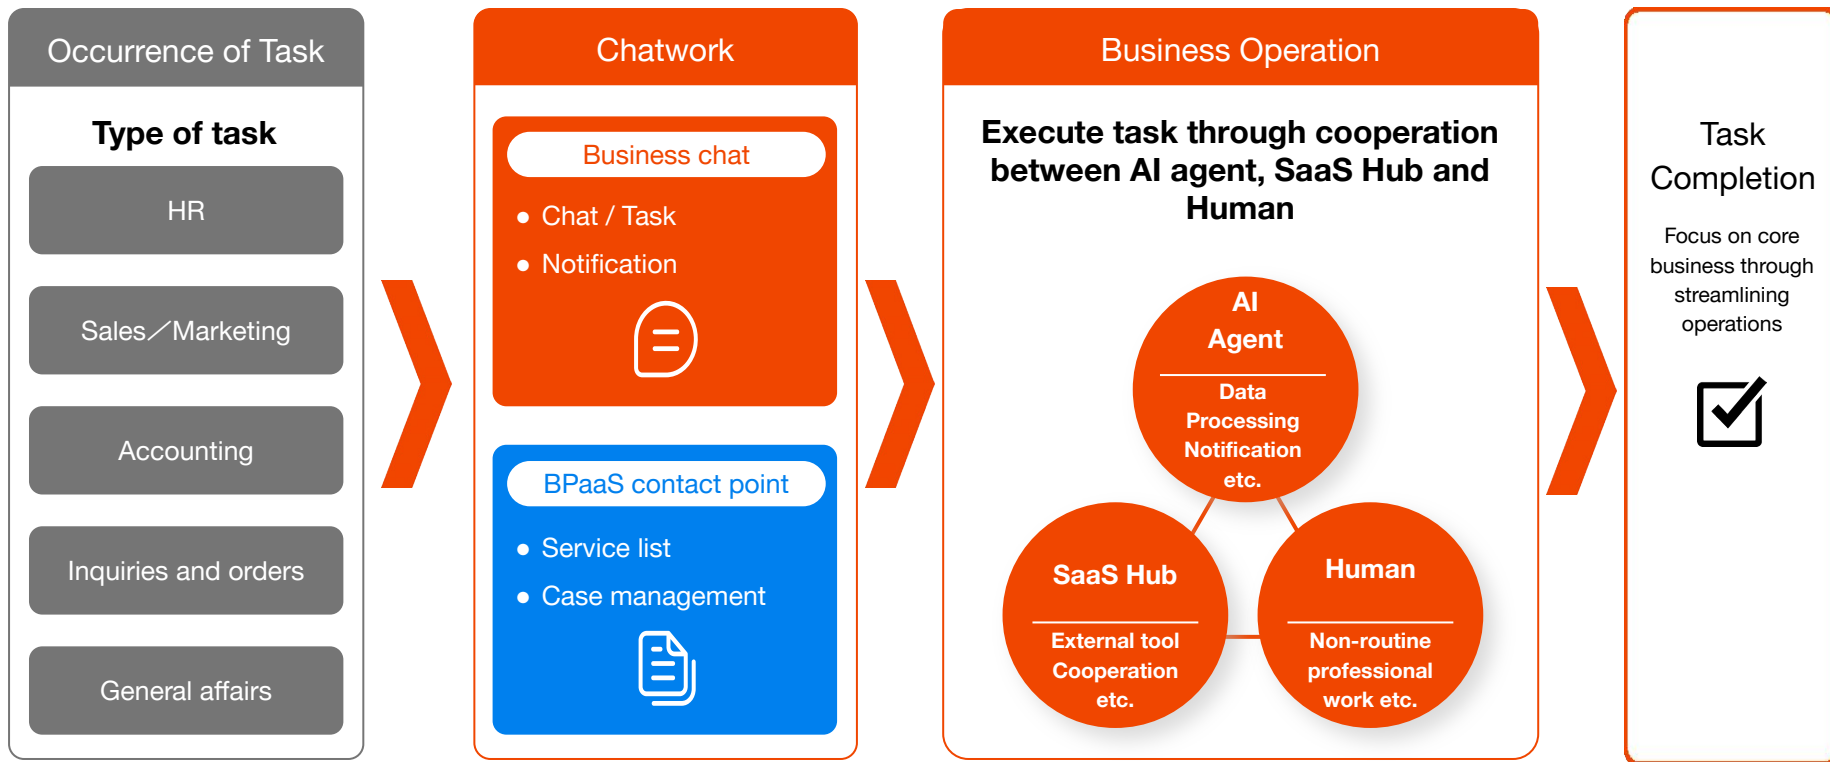 Occurrence of Task
Type of task
HR
Sales／Marketing
Accounting
Inquiries and orders
General affairs
Chatwork
Business chat
● Chat / Task
● Notification
BPaaS contact point
● Service list
● Case management
Business Operation
Execute task through cooperation
between AI agent, SaaS Hub and
Human
AI
Agent
Data
Processing
Notification
etc.
SaaS Hub
External tool
Cooperation
etc.
Human
Non-routine
professional
work etc.
Task
Completion
Focus on core
business through
streamlining
operations